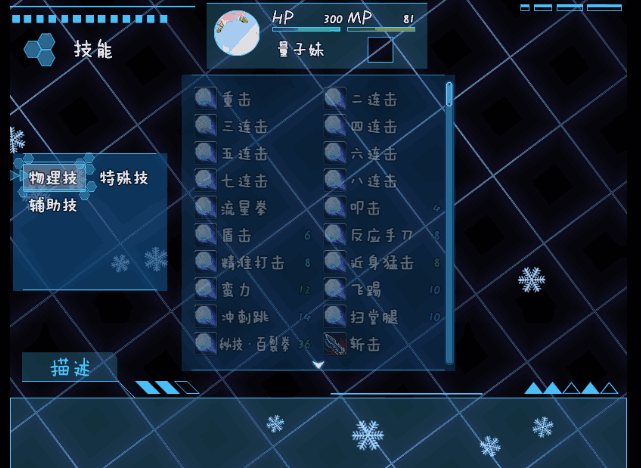 HP 300 MP 81
技能
量子妹
重击 二连击
三连击 四连击
五连击 六连击
物理技 特殊技
七连击 八连击
辅助技
流星拳 叩击 4
盾击 6 反应手刀 8
精准打击 8 近身猛击 8
蛮力 12 飞踢 10
冲刺跳 14 扫堂腿 10
秘技·百裂拳 36 斩击
描述